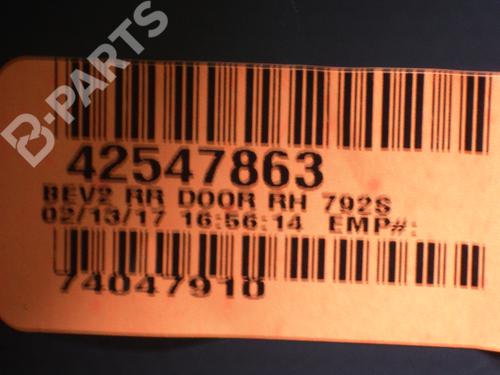 B-PARTS
42547863
BEV2 RR DOOR RH 792S
02/13/17 16:56:14 EMP#:
74047910